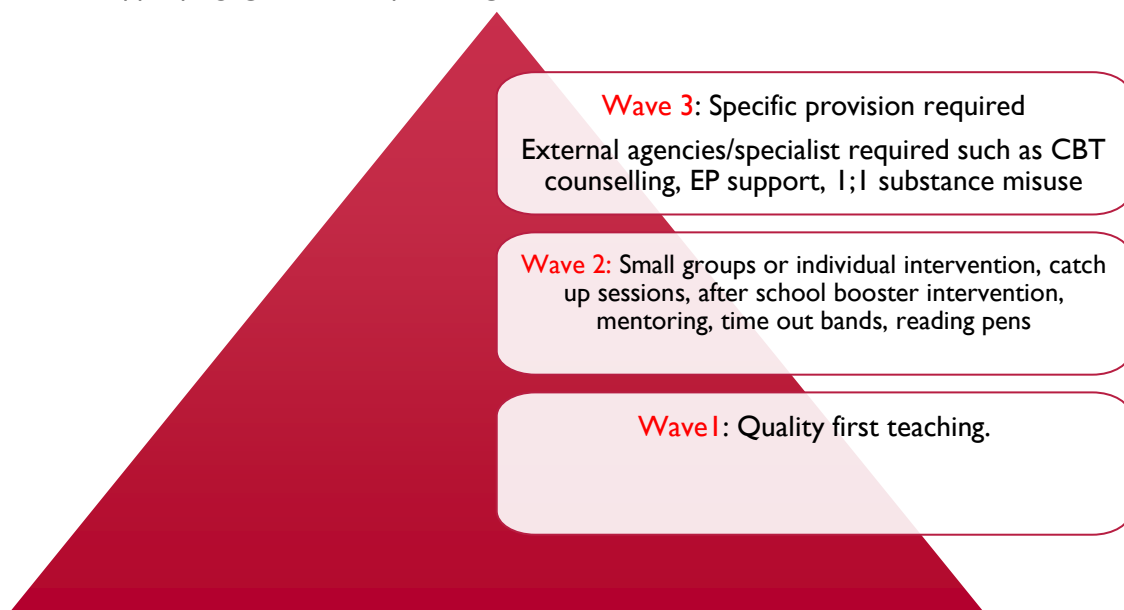 Wave 3: Specific provision required
External agencies/specialist required such as CBT
counselling, EP support, 1;1 substance misuse
Wave 2: Small groups or individual intervention, catch
up sessions, after school booster intervention,
mentoring, time out bands, reading pens
Wave1: Quality first teaching.